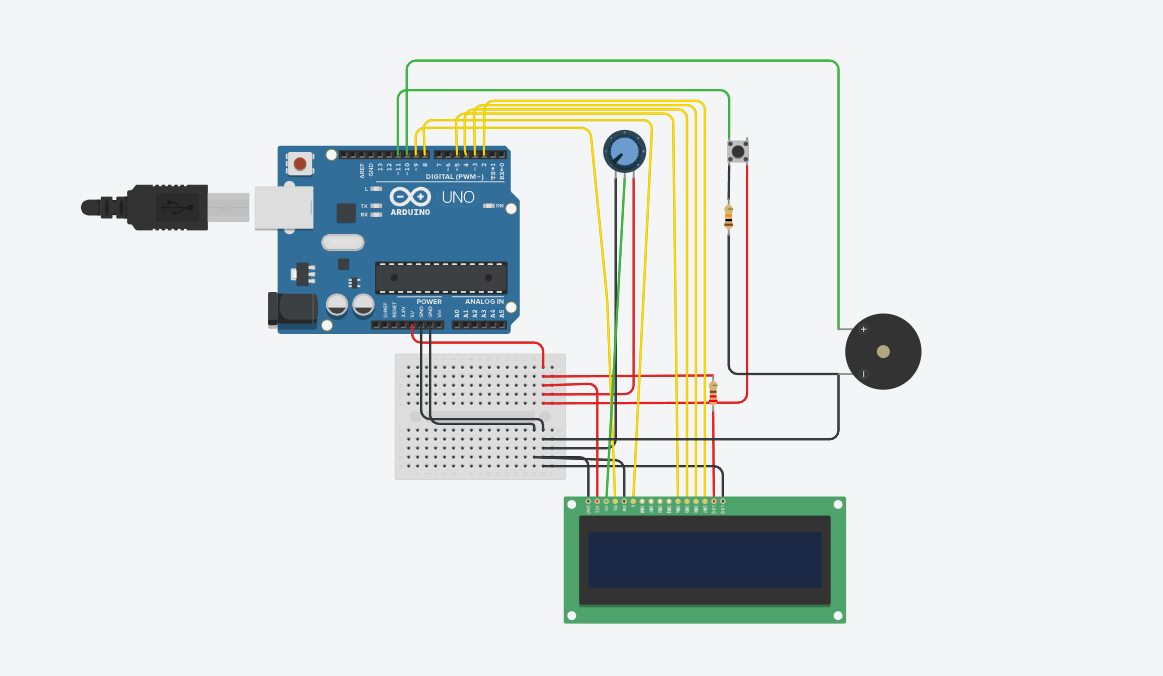 AREF
GND
13
12
~11
~10
~9
8
7
~6
~5
4
~3
2
TX→1
RX←0
DIGITAL (PWM~)
L
TX
RX
ARDUINO
UNO
ON
POWER
ANALOG IN
IOREF
RESET
3.3V
5V
GND
GND
Vin
A0
A1
A2
A3
A4
A5
+